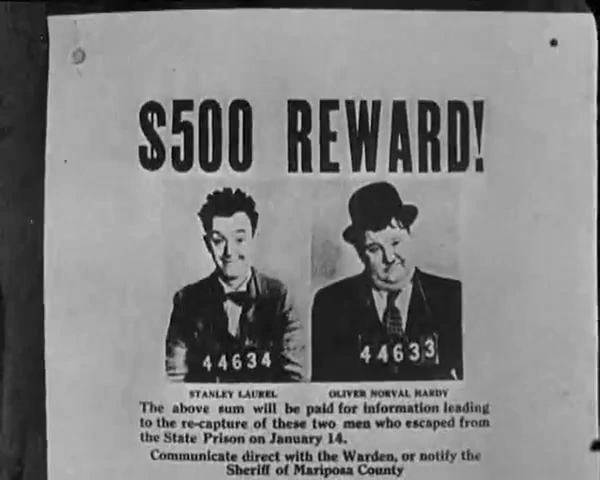 $500 REWARD!
44634
44633
STANLEY LAUREL
OLIVER NORVAL HARDY
The above sum will be paid for information leading
to the re-capture of these two men who escaped from
the State Prison on January 14.
Communicate direct with the Warden, or notify the
Sheriff of Mariposa County